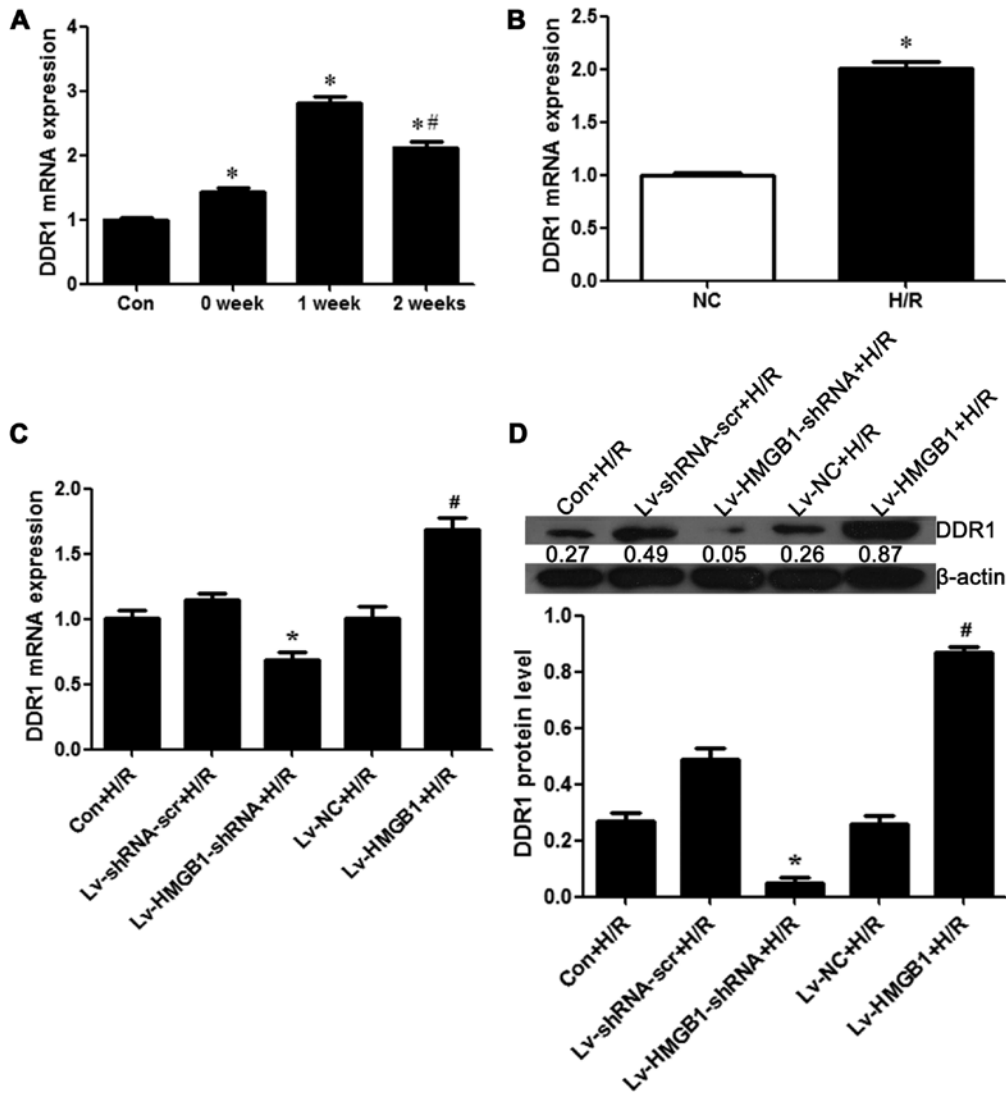 A
DDR1 mRNA expression
4
3
2
1
0
*
*
*#
Con
0 week
1 week
2 weeks
B
DDR1 mRNA expression
2.5
2.0
1.5
1.0
0.5
0.0
*
NC
H/R
C
DDR1 mRNA expression
2.0
1.5
1.0
0.5
0.0
*
#
Con+H/R
Lv-shRNA-scr+H/R
Lv-HMGB1-shRNA+H/R
Lv-NC+H/R
Lv-HMGB1+H/R
D
Con+H/R
Lv-shRNA-scr+H/R
Lv-HMGB1-shRNA+H/R
Lv-NC+H/R
Lv-HMGB1+H/R
DDR1
0.27 0.49 0.05 0.26 0.87
β-actin
DDR1 protein level
1.0
0.8
0.6
0.4
0.2
0.0
*
#
Con+H/R
Lv-shRNA-scr+H/R
Lv-HMGB1-shRNA+H/R
Lv-NC+H/R
Lv-HMGB1+H/R